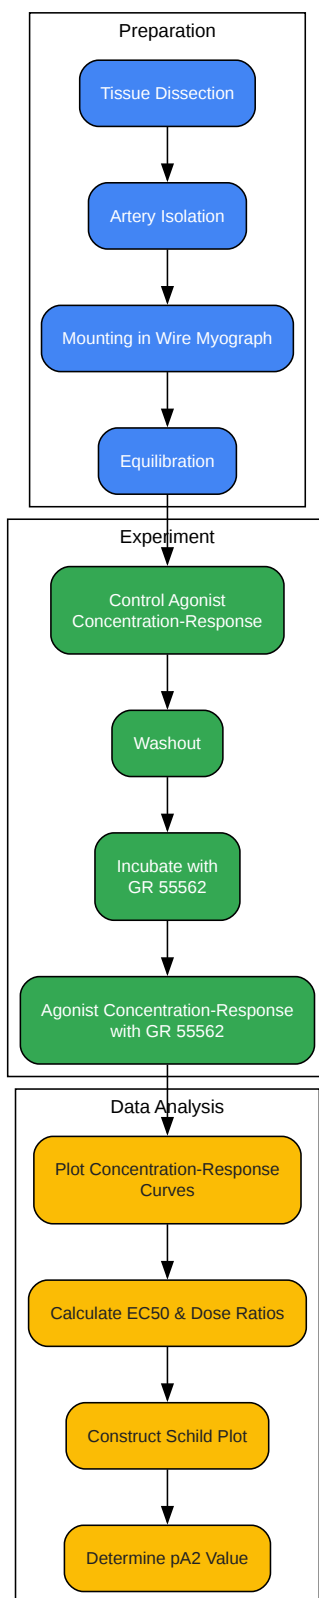 Preparation
Tissue Dissection
Artery Isolation
Mounting in Wire Myograph
Equilibration
Experiment
Control Agonist
Concentration-Response
Washout
Incubate with
GR 55562
Agonist Concentration-Response
with GR 55562
Data Analysis
Plot Concentration-Response
Curves
Calculate EC50 & Dose Ratios
Construct Schild Plot
Determine pA2 Value